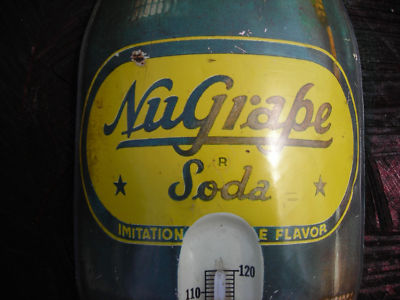 NuGrape
R
Soda
IMITATION E FLAVOR
120
110